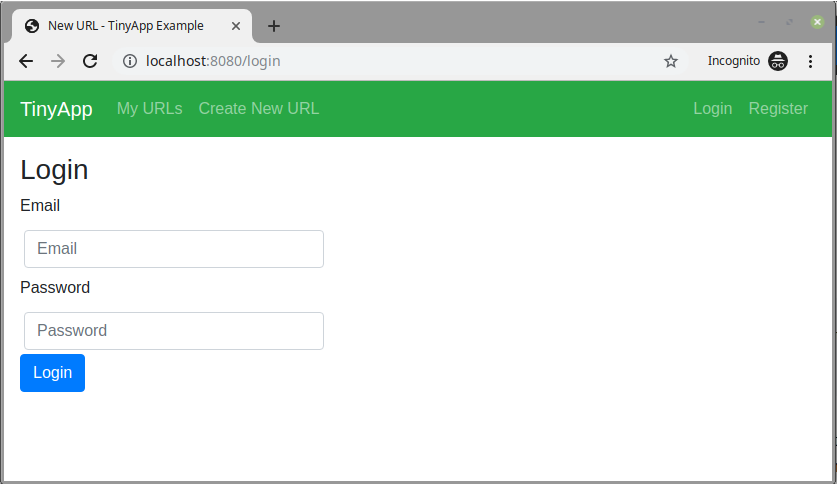 New URL - TinyApp Example
localhost:8080/login
Incognito
TinyApp My URLs Create New URL Login Register
Login
Email
Email
Password
Password
Login